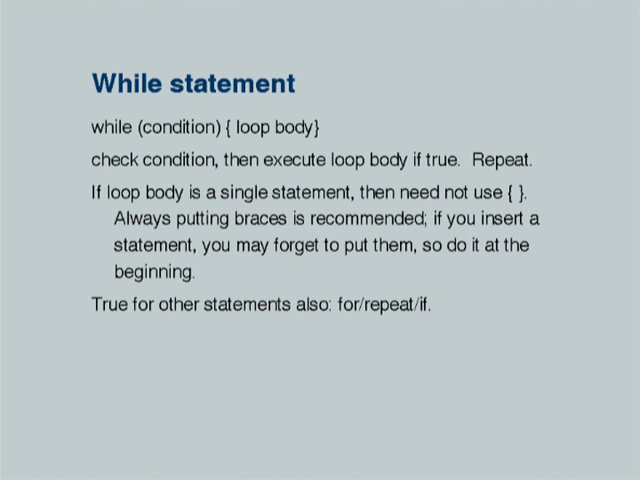 While statement
while (condition) { loop body}
check condition, then execute loop body if true. Repeat.
If loop body is a single statement, then need not use { }.
Always putting braces is recommended; if you insert a
statement, you may forget to put them, so do it at the
beginning.
True for other statements also: for/repeat/if.